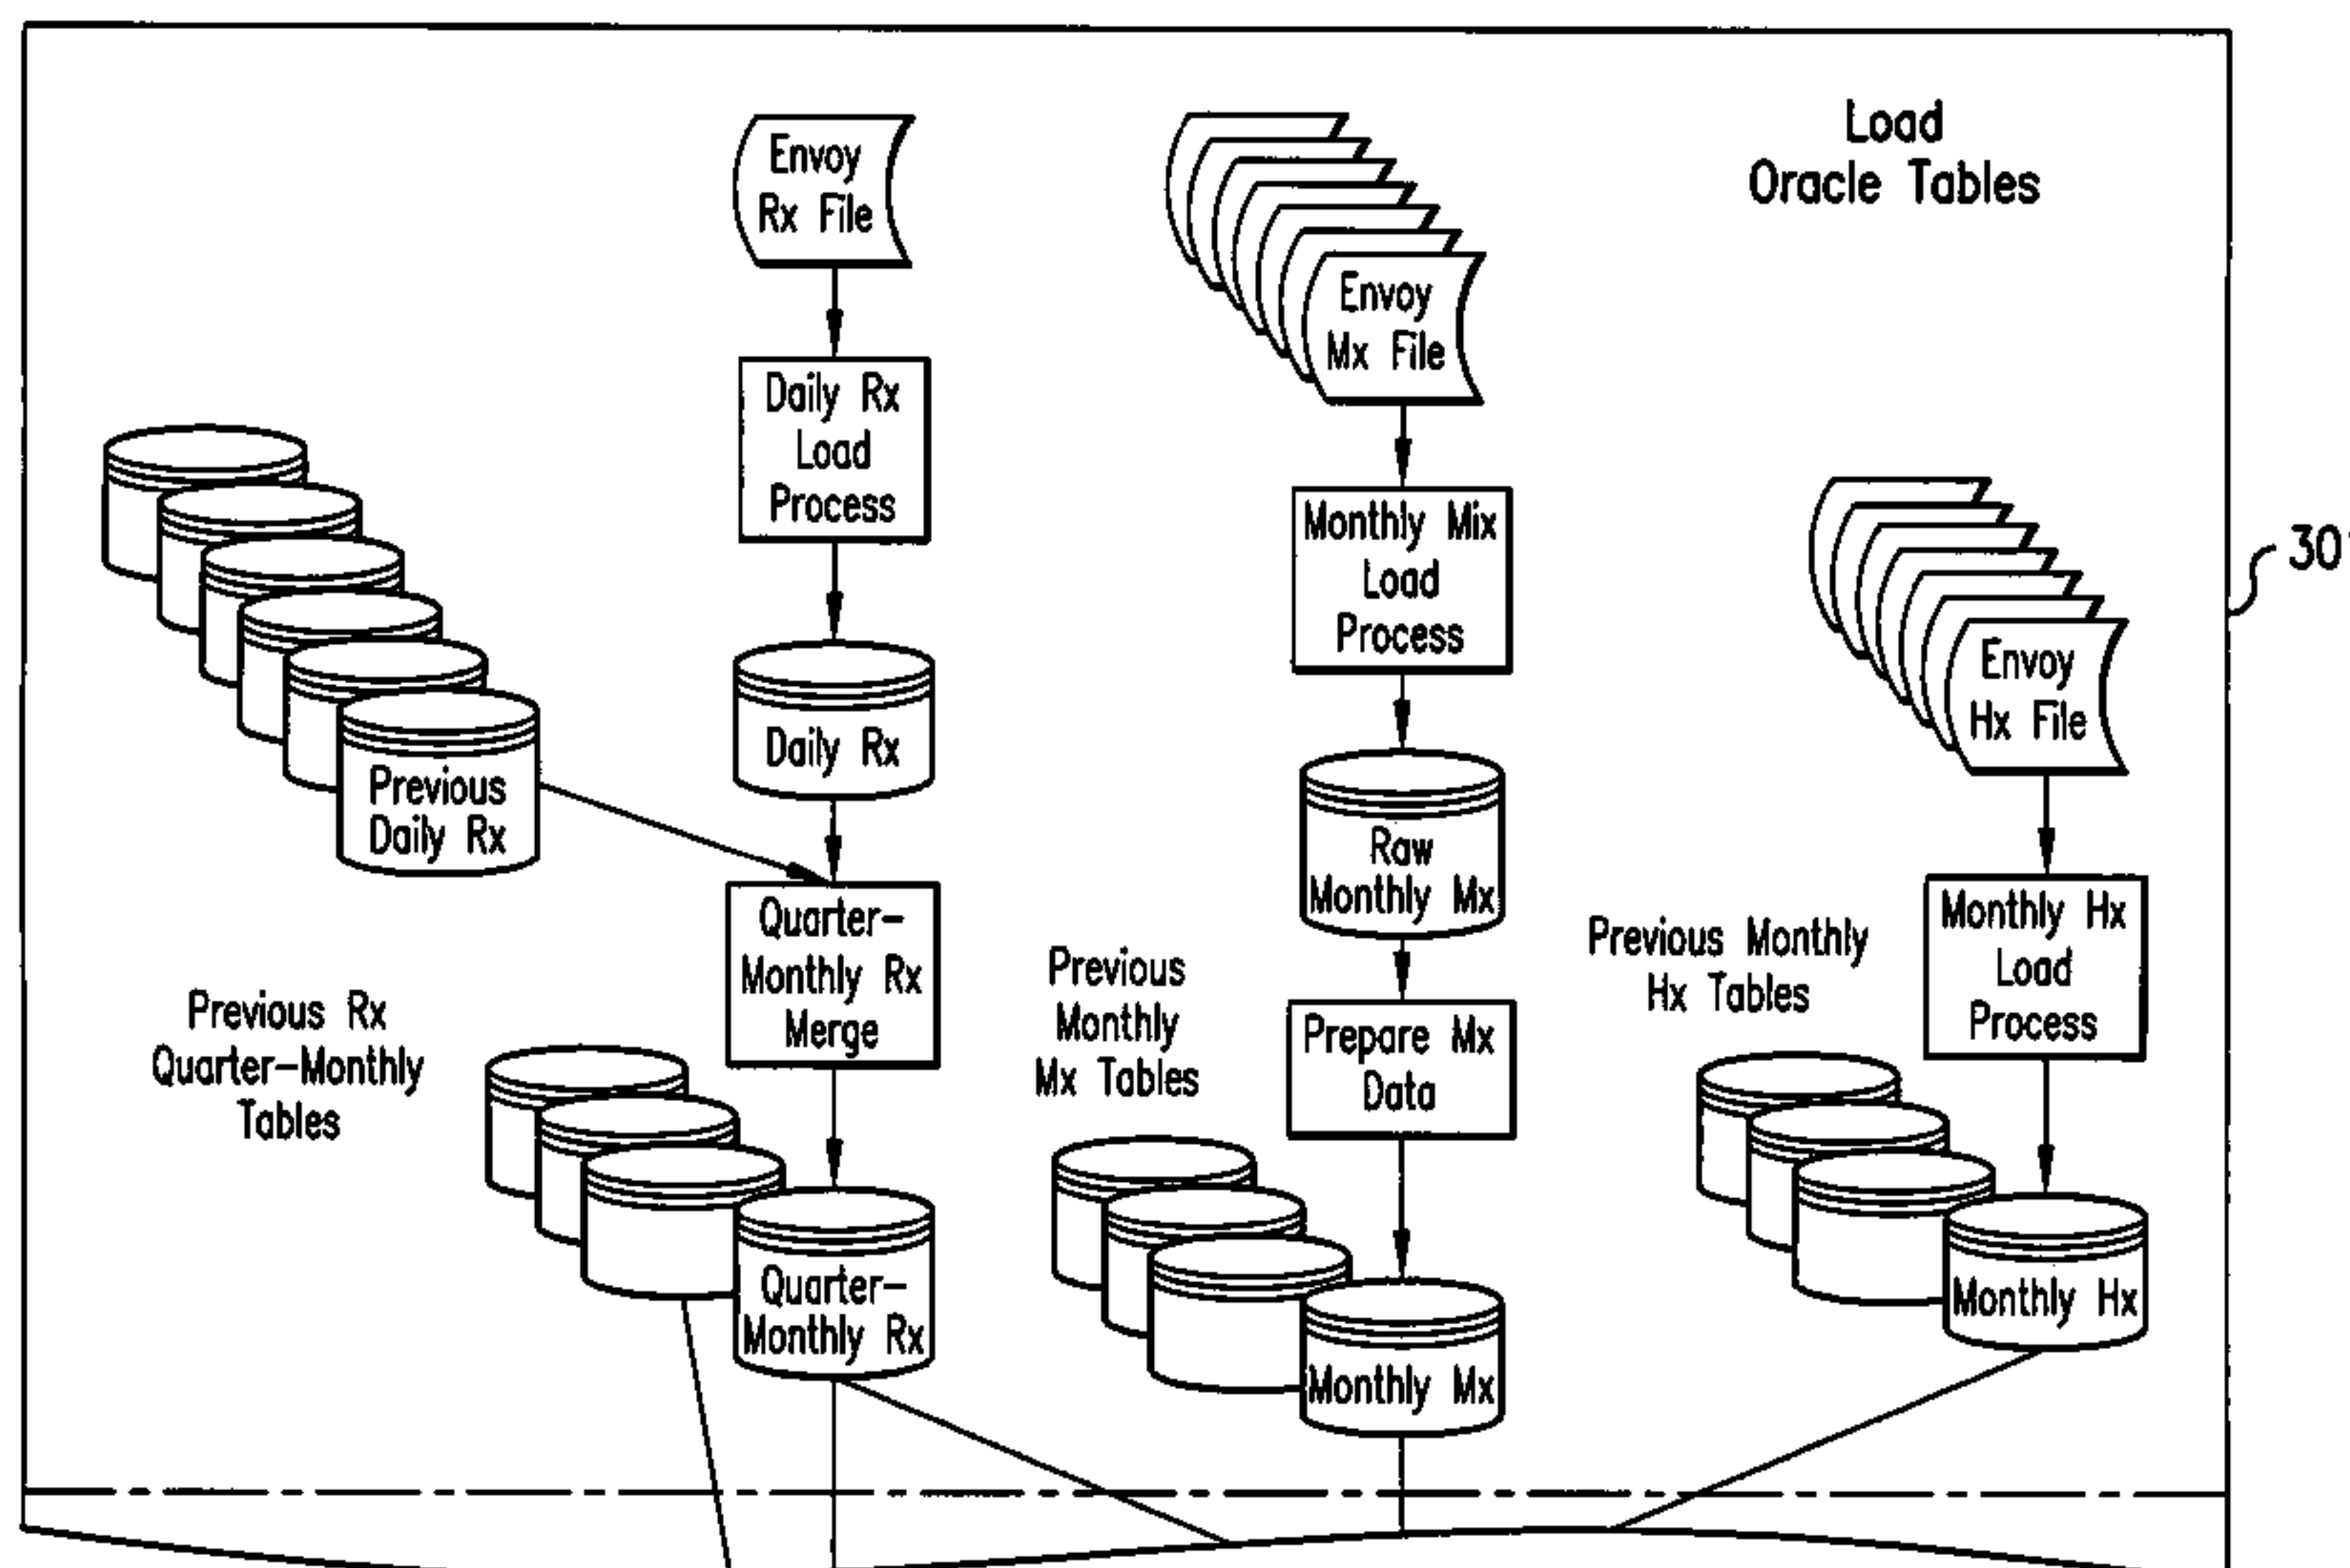 Load
Oracle Tables
Envoy
Rx File
Envoy
Mx File
Daily Rx
Load
Process
Monthly Mix
Load
Process
30
Envoy
Hx File
Daily Rx
Previous
Daily Rx
Raw
Monthly Mx
Quarter-
Monthly Rx
Merge
Previous Monthly
Hx Tables
Monthly Hx
Load
Process
Previous Rx
Quarter-Monthly
Tables
Previous
Monthly
Mx Tables
Prepare Mx
Data
Quarter-
Monthly Rx
Monthly Mx
Monthly Hx